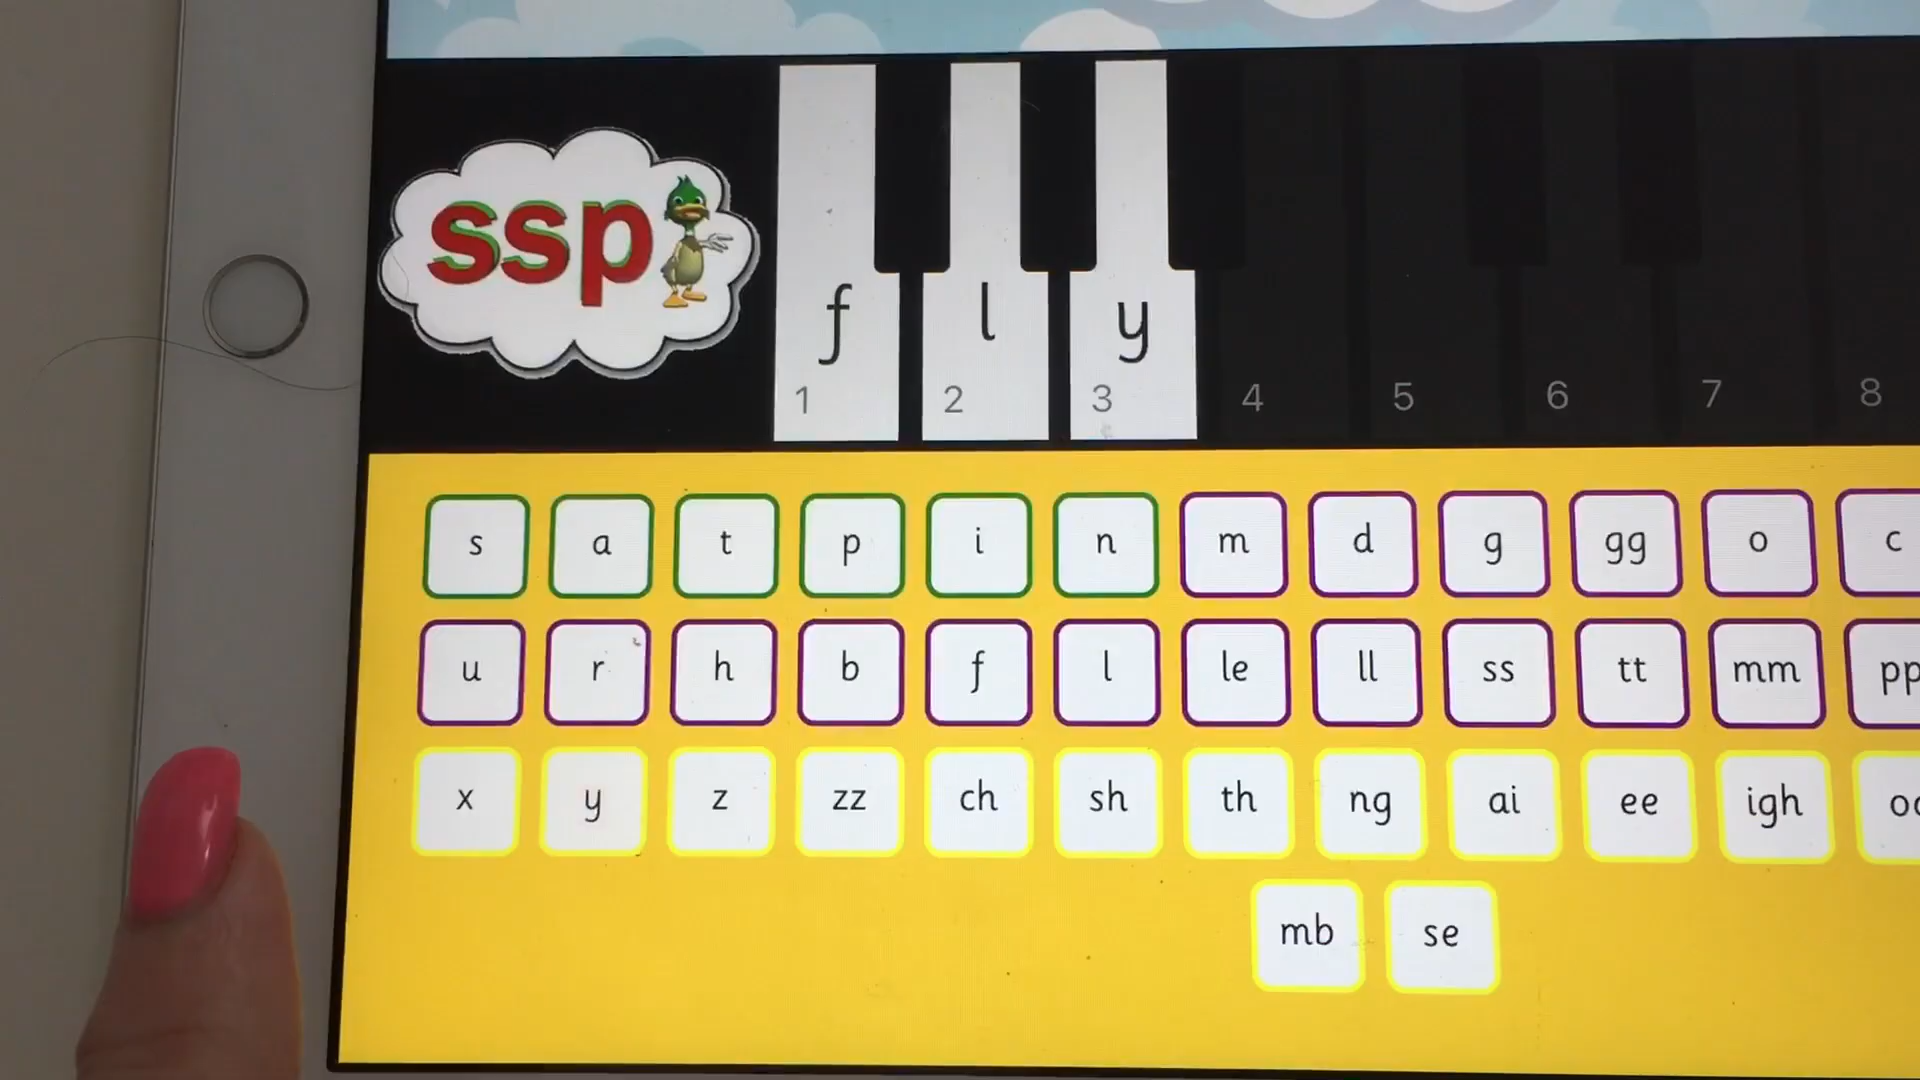 ssp
f l y
1 2 3 4 5 6 7 8
s a t p i n m d g gg o c
u r h b f l le ll ss tt mm pp
x y z zz ch sh th ng ai ee igh
mb se